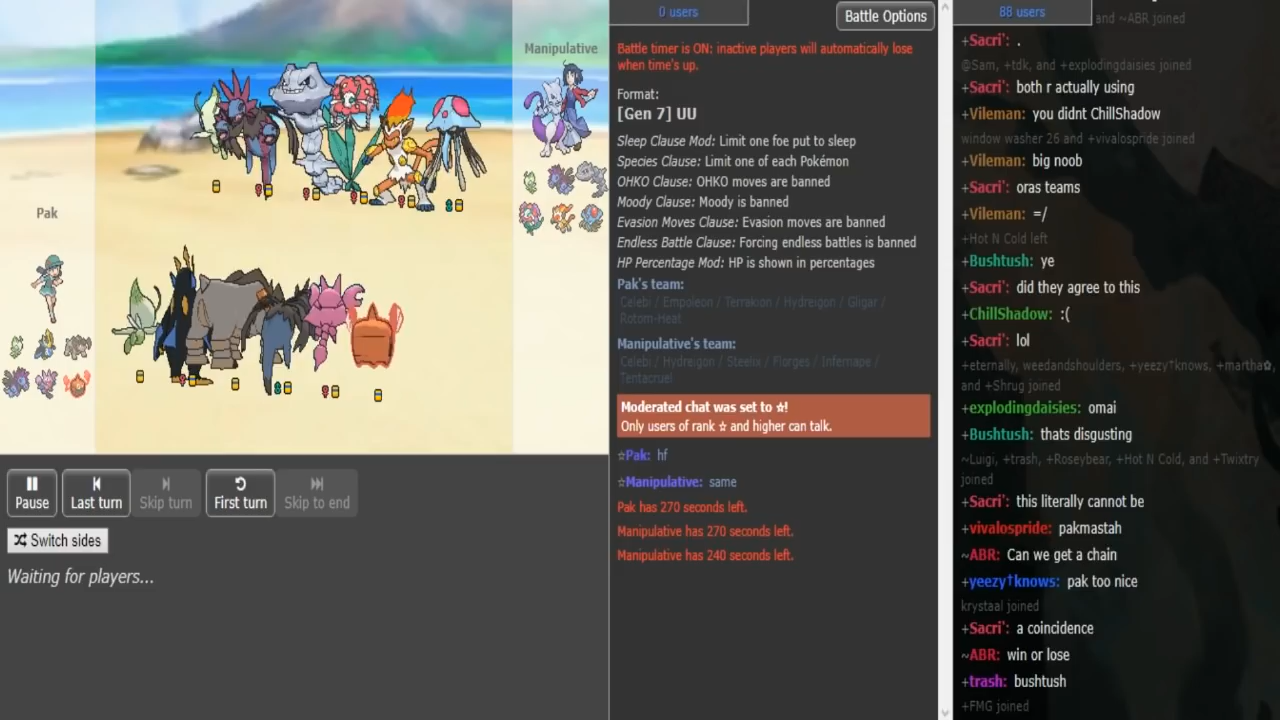 Manipulative
Pak
Pause
Last turn
Skip turn
First turn
Skip to end
Switch sides
Waiting for players...
0 users
Battle Options
Battle timer is ON: inactive players will automatically lose
when time's up.
Format:
[Gen 7] UU
Sleep Clause Mod: Limit one foe put to sleep
Species Clause: Limit one of each Pokémon
OHKO Clause: OHKO moves are banned
Moody Clause: Moody is banned
Evasion Moves Clause: Evasion moves are banned
Endless Battle Clause: Forcing endless battles is banned
HP Percentage Mod: HP is shown in percentages
Pak's team:
Celebi / Empoleon / Terrakion / Hydreigon / Gligar /
Rotom-Heat
Manipulative's team:
Celebi / Hydreigon / Steelix / Florges / Infernape /
Tentacruel
Moderated chat was set to ☆!
Only users of rank ☆ and higher can talk.
☆Pak: hf
☆Manipulative: same
Pak has 270 seconds left.
Manipulative has 270 seconds left.
Manipulative has 240 seconds left.
88 users
and ~ABR joined
+Sacri': .
@Sam, +tdk, and +explodingdaisies joined
+Sacri': both r actually using
+Vileman: you didnt ChillShadow
window washer 26 and +vivalospride joined
+Vileman: big noob
+Sacri': oras teams
+Vileman: =/
+Hot N Cold left
+Bushtush: ye
+Sacri': did they agree to this
+ChillShadow: :(
+Sacri': lol
+eternally, weedandshoulders, +yeezy†knows, +martha✿,
and +Shrug joined
+explodingdaisies: omai
+Bushtush: thats disgusting
~Luigi, +trash, +Roseybear, +Hot N Cold, and +Twixtry
joined
+Sacri': this literally cannot be
+vivalospride: pakmastah
~ABR: Can we get a chain
+yeezy†knows: pak too nice
krystaal joined
+Sacri': a coincidence
~ABR: win or lose
+trash: bushtush
+FMG joined